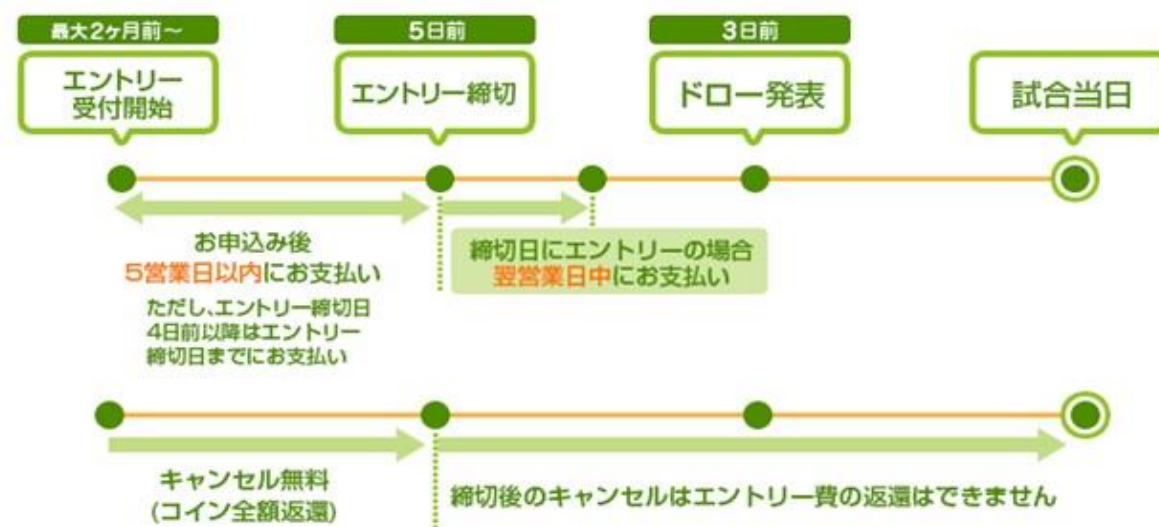 最大2ヶ月前～
エントリー
受付開始
5日前
エントリー締切
3日前
ドロー発表
試合当日
お申込み後
5営業日以内にお支払い
ただし、エントリー締切日
4日前以降はエントリー
締切日までにお支払い
締切日にエントリーの場合
翌営業日中にお支払い
キャンセル無料
(コイン全額返還)
締切後のキャンセルはエントリー費の返還はできません